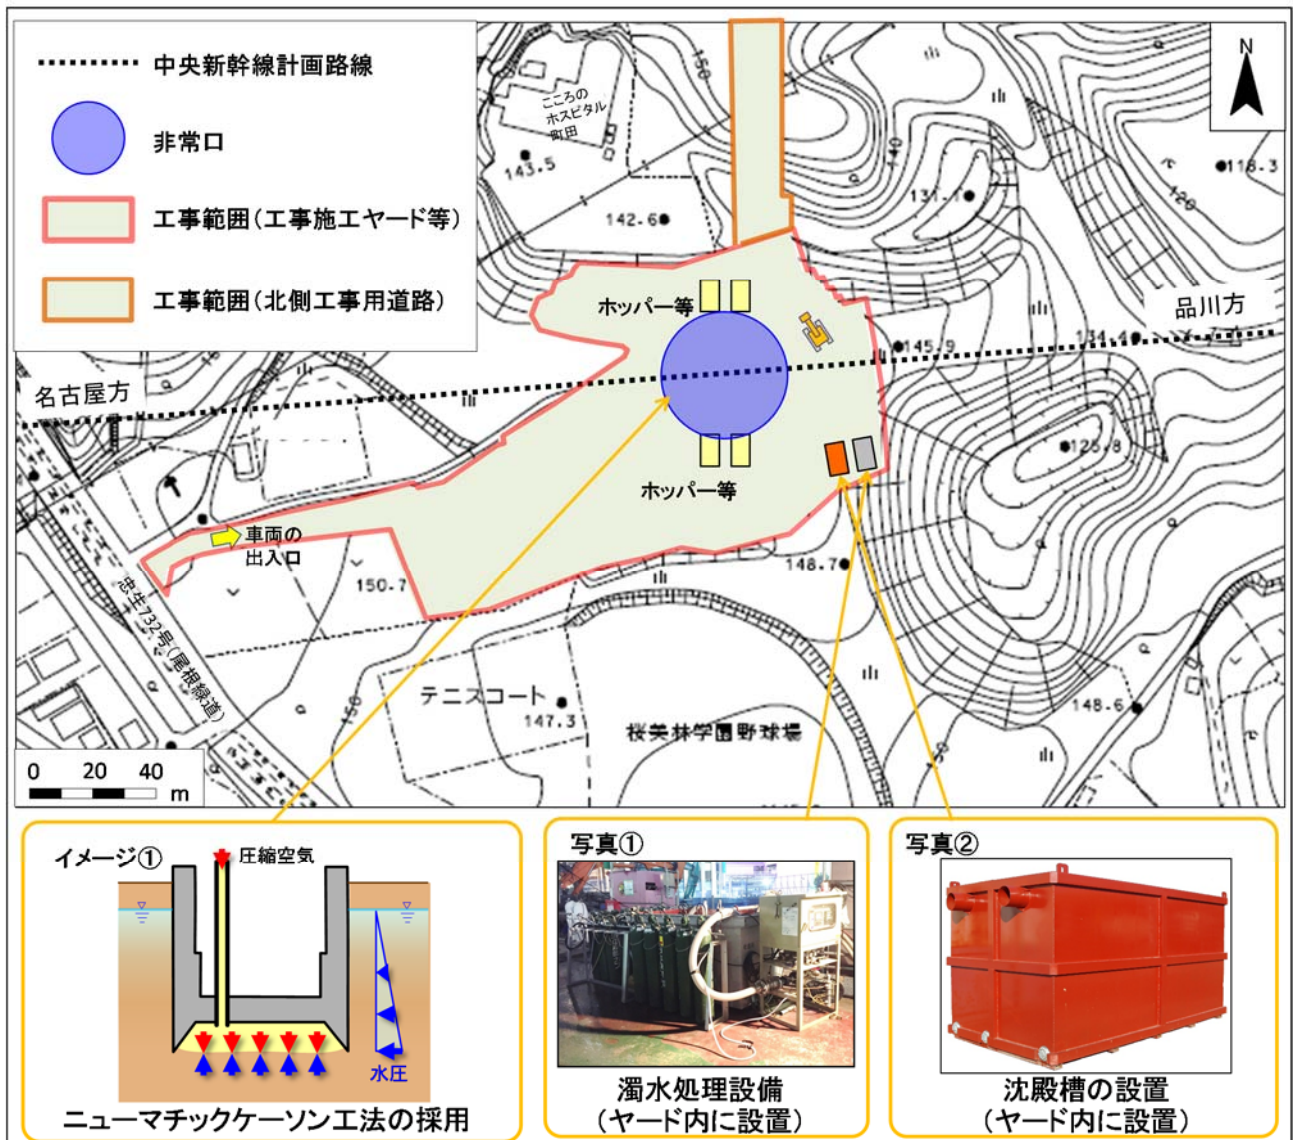 中央新幹線計画路線
非常口
工事範囲(工事施工ヤード等)
工事範囲(北側工事用道路)
N
こころの
ホスピタル
町田
143.5
142.6
150
140
131.1
118.3
120
ホッパー等
品川方
134.4
145.9
名古屋方
125.8
ホッパー等
車両の
出入口
150.7
148.7
忠生732号(尾根緑道)
150
テニスコート
147.3
桜美林学園野球場
148.6
150
0 20 40
m
イメージ①
圧縮空気
水圧
ニューマチックケーソン工法の採用
写真①
濁水処理設備
(ヤード内に設置)
写真②
沈殿槽の設置
(ヤード内に設置)